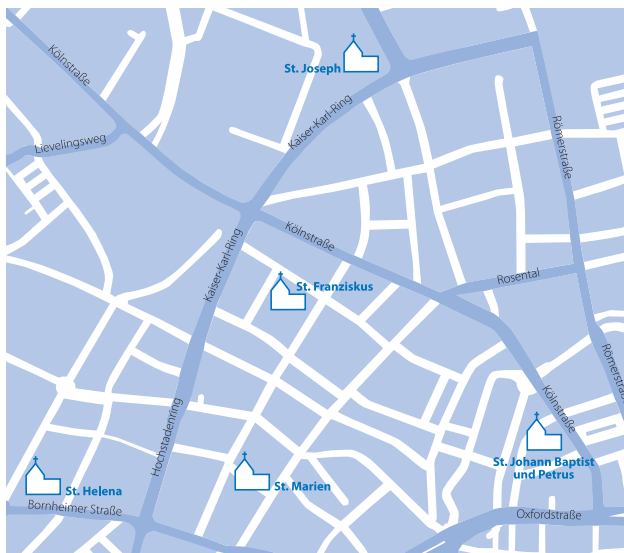 Kölnstraße
St. Joseph
Kaiser-Karl-Ring
Lievelingsweg
Römerstraße
Kölnstraße
Kaiser-Karl-Ring
Rosental
St. Franziskus
Römerstraße
Kölnstraße
Hochstadenring
St. Johann Baptist
und Petrus
St. Helena
St. Marien
Bornheimer Straße
Oxfordstraße